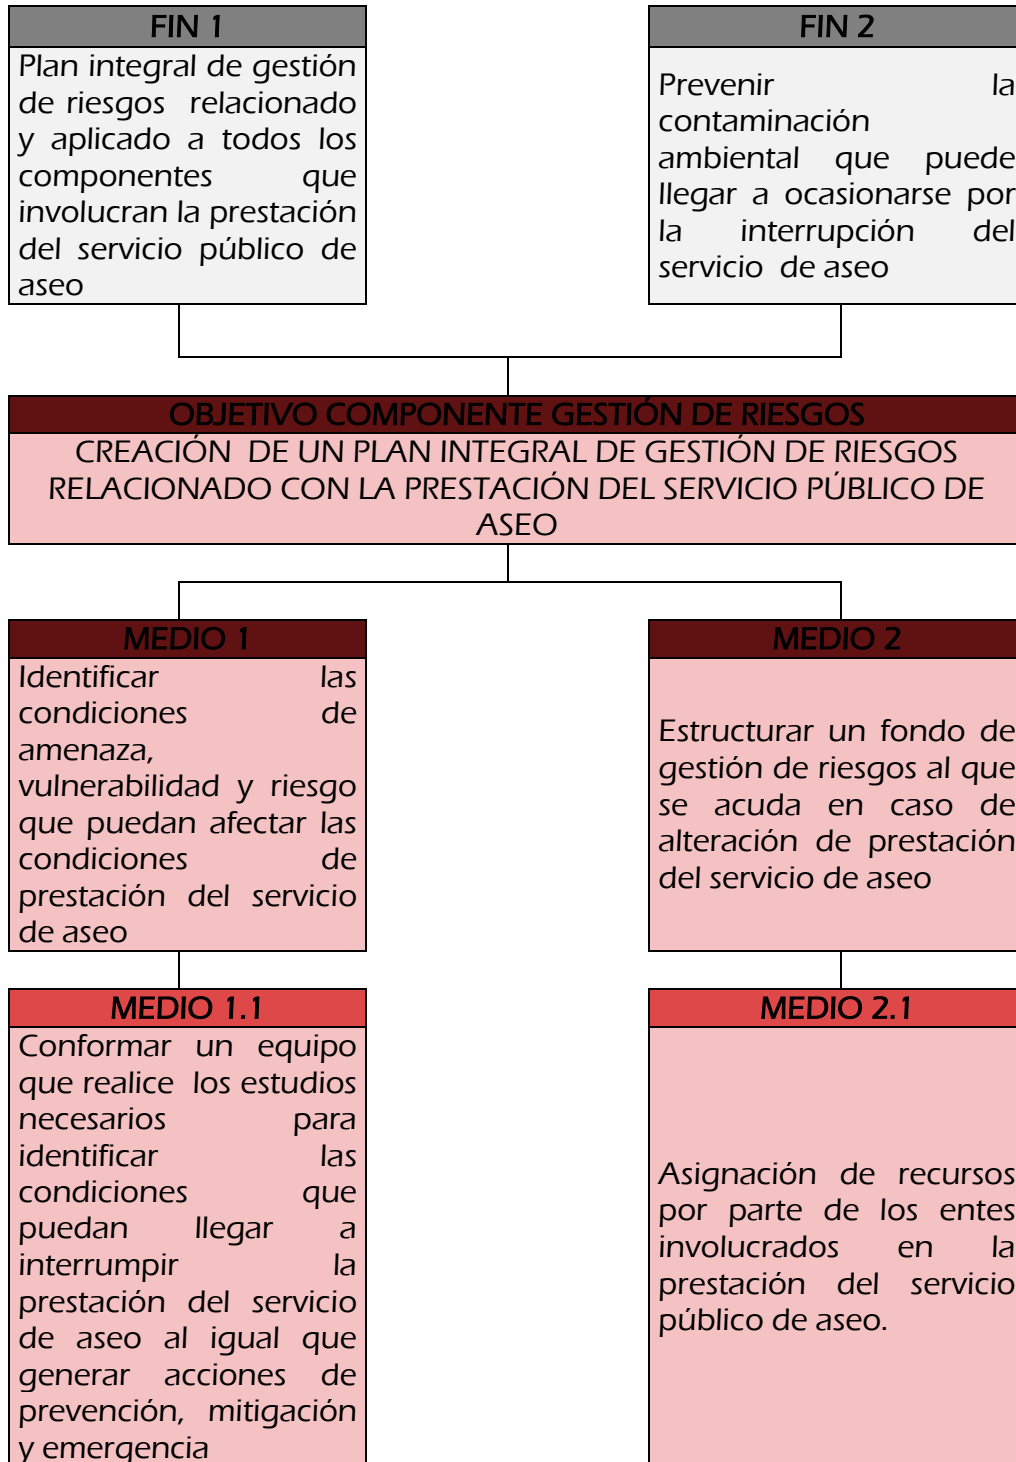 FIN 1
Plan integral de gestión
de riesgos relacionado
y aplicado a todos los
componentes que
involucran la prestación
del servicio público de
aseo
FIN 2
Prevenir la
contaminación
ambiental que puede
llegar a ocasionarse por
la interrupción del
servicio de aseo
OBJETIVO COMPONENTE GESTIÓN DE RIESGOS
CREACIÓN DE UN PLAN INTEGRAL DE GESTIÓN DE RIESGOS
RELACIONADO CON LA PRESTACIÓN DEL SERVICIO PÚBLICO DE
ASEO
MEDIO 1
Identificar las
condiciones de
amenaza,
vulnerabilidad y riesgo
que puedan afectar las
condiciones de
prestación del servicio
de aseo
MEDIO 2
Estructurar un fondo de
gestión de riesgos al que
se acuda en caso de
alteración de prestación
del servicio de aseo
MEDIO 1.1
Conformar un equipo
que realice los estudios
necesarios para
identificar las
condiciones que
puedan llegar a
interrumpir la
prestación del servicio
de aseo al igual que
generar acciones de
prevención, mitigación
y emergencia
MEDIO 2.1
Asignación de recursos
por parte de los entes
involucrados en la
prestación del servicio
público de aseo.